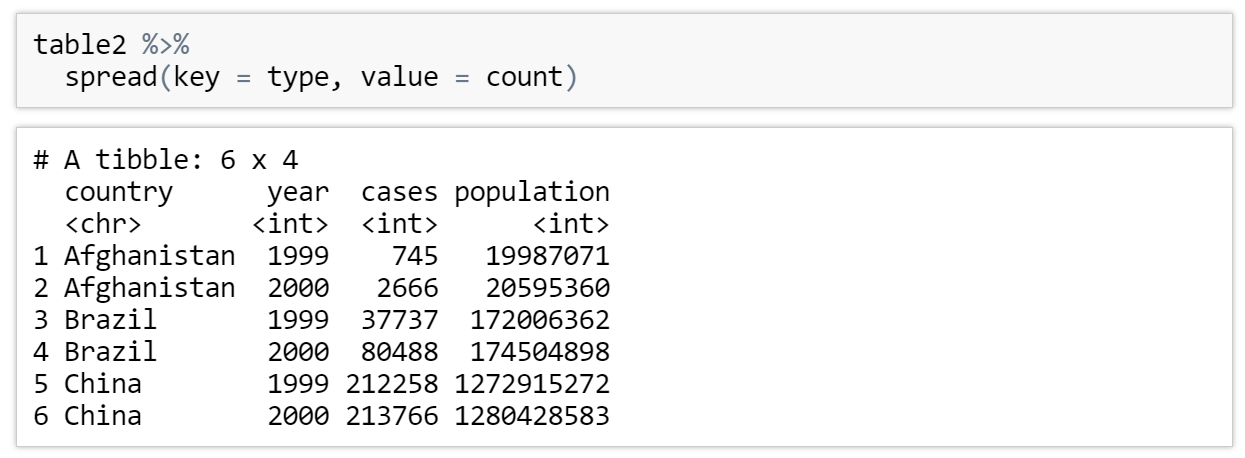 table2 %>%
  spread(key = type, value = count)
# A tibble: 6 x 4
  country      year  cases population
  <chr>       <int>  <int>      <int>
1 Afghanistan  1999    745   19987071
2 Afghanistan  2000   2666   20595360
3 Brazil       1999  37737  172006362
4 Brazil       2000  80488  174504898
5 China        1999 212258 1272915272
6 China        2000 213766 1280428583